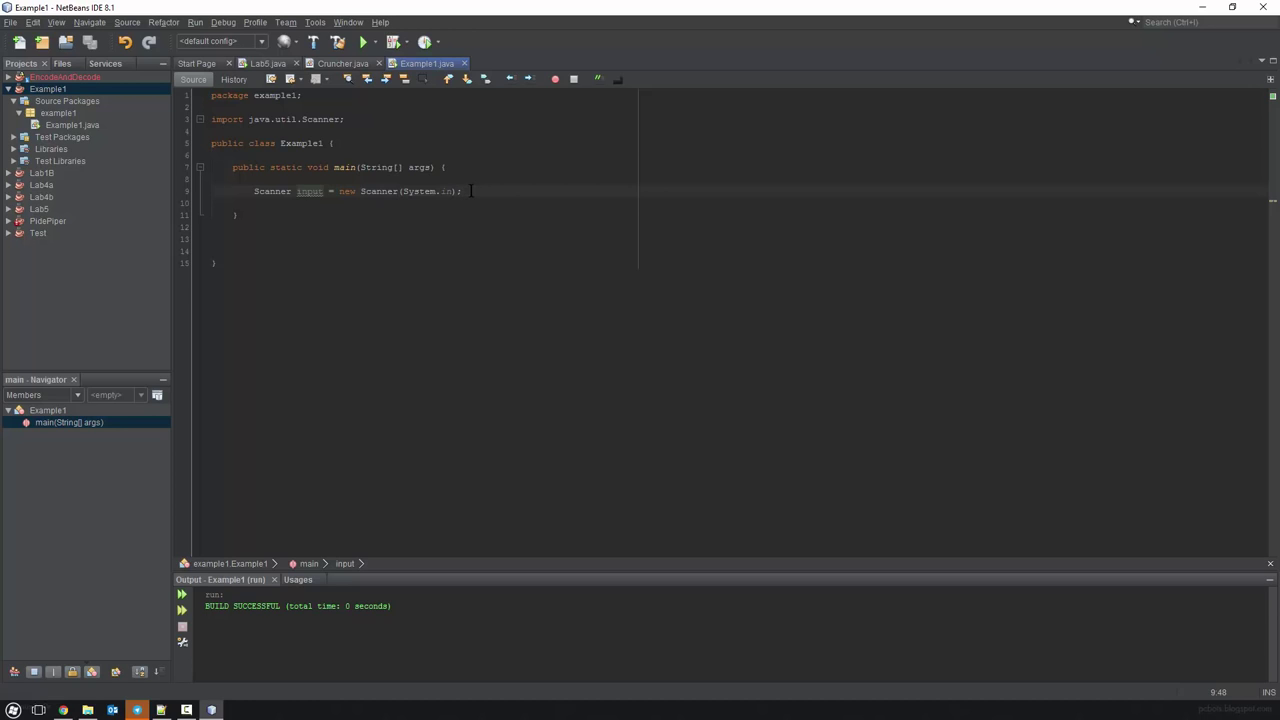 Example1 - NetBeans IDE 8.1
File Edit View Navigate Source Refactor Run Debug Profile Team Tools Window Help
Search (Ctrl+I)
<default config>
Projects Files Services
Start Page Lab5.java Cruncher.java Example1.java
Source History
EncodeAndDecode
Example1
Source Packages
example1
Example1.java
Test Packages
Libraries
Test Libraries
Lab1B
Lab4a
Lab4b
Lab5
PidePiper
Test
1 package example1;
2
3 import java.util.Scanner;
4
5 public class Example1 {
6
7 public static void main(String[] args) {
8
9 Scanner input = new Scanner(System.in);
10
11 }
12
13
14
15 }
main - Navigator
Members <empty>
Example1
main(String[] args)
example1.Example1 main input
Output - Example1 (run) Usages
run:
BUILD SUCCESSFUL (total time: 0 seconds)
9:48 INS